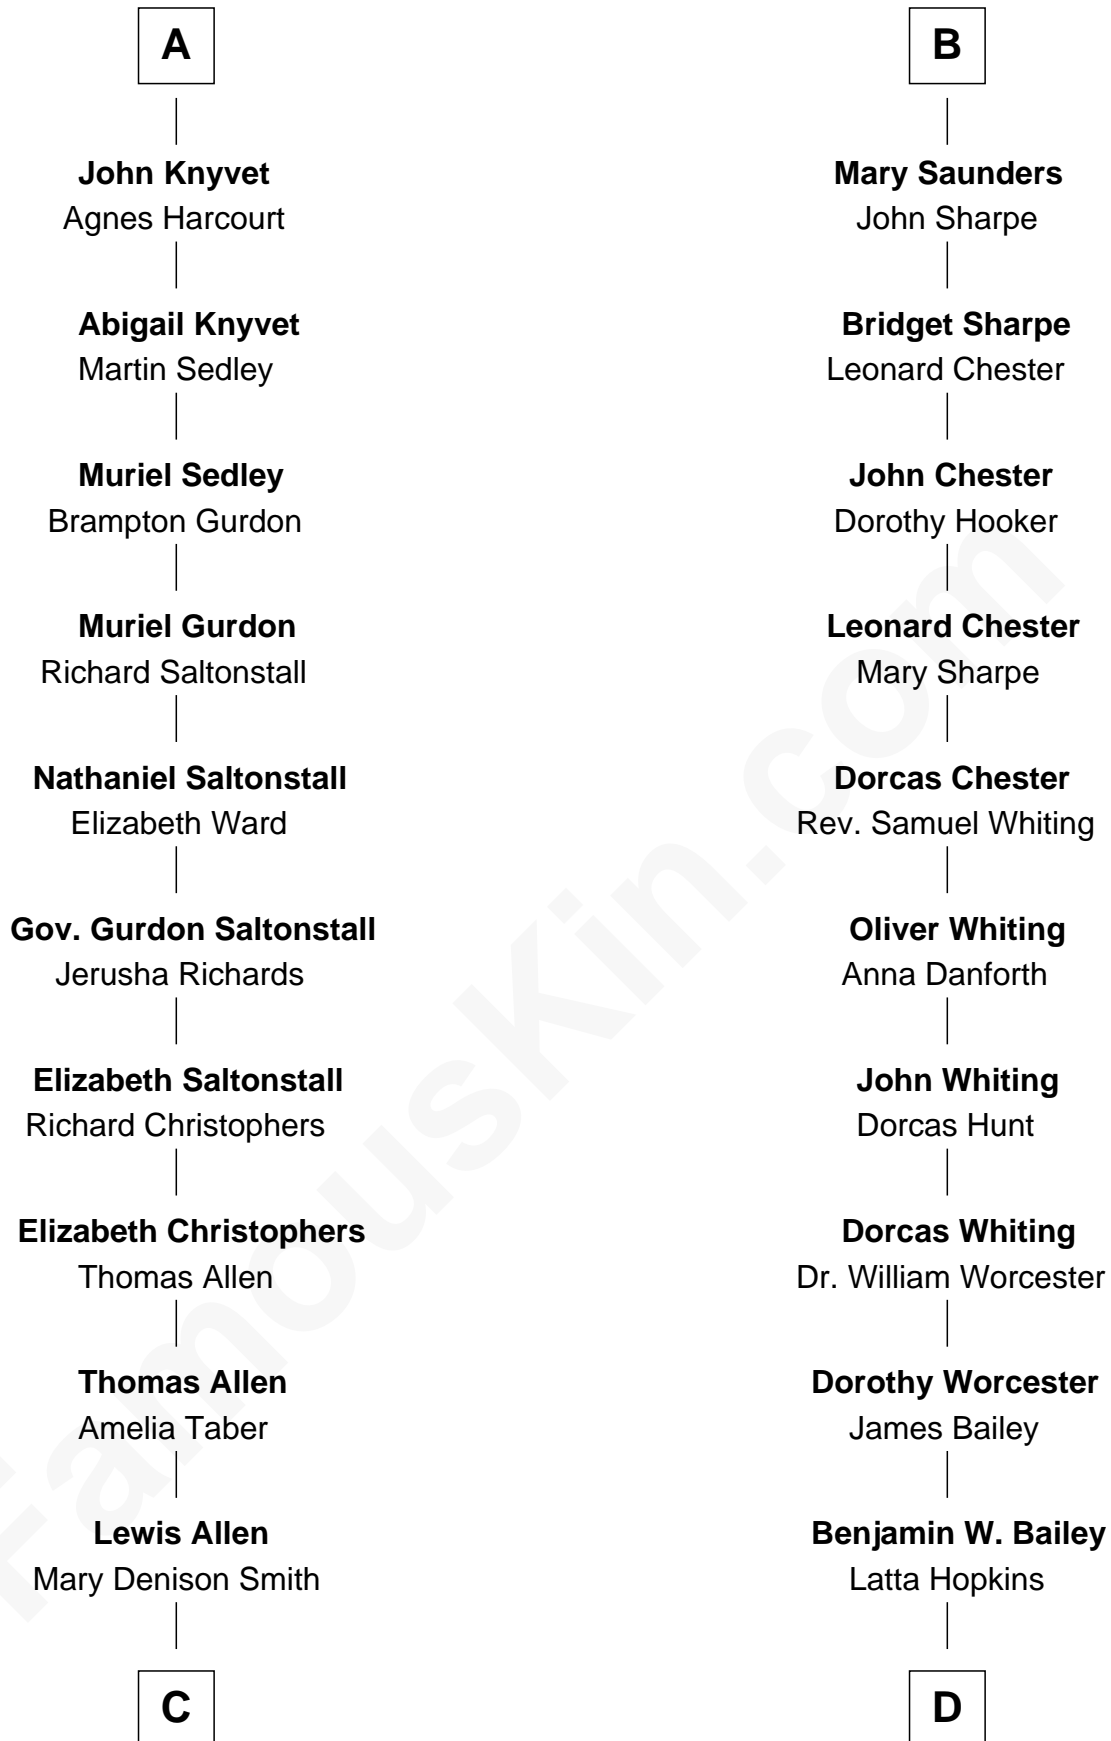 A
John Knyvet
Agnes Harcourt
Abigail Knyvet
Martin Sedley
Muriel Sedley
Brampton Gurdon
Muriel Gurdon
Richard Saltonstall
Nathaniel Saltonstall
Elizabeth Ward
Gov. Gurdon Saltonstall
Jerusha Richards
Elizabeth Saltonstall
Richard Christophers
Elizabeth Christophers
Thomas Allen
Thomas Allen
Amelia Taber
Lewis Allen
Mary Denison Smith
C
B
Mary Saunders
John Sharpe
Bridget Sharpe
Leonard Chester
John Chester
Dorothy Hooker
Leonard Chester
Mary Sharpe
Dorcas Chester
Rev. Samuel Whiting
Oliver Whiting
Anna Danforth
John Whiting
Dorcas Hunt
Dorcas Whiting
Dr. William Worcester
Dorothy Worcester
James Bailey
Benjamin W. Bailey
Latta Hopkins
D
FamousKin.com